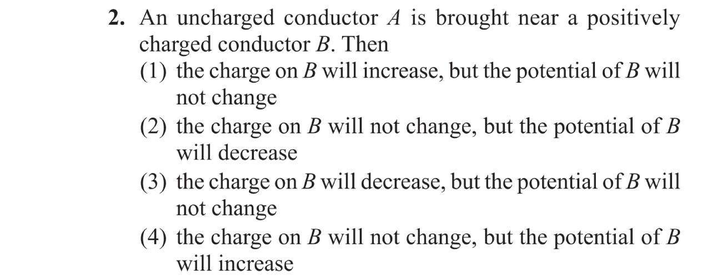 2. An uncharged conductor A is brought near a positively
charged conductor B. Then
(1) the charge on B will increase, but the potential of B will
not change
(2) the charge on B will not change, but the potential of B
will decrease
(3) the charge on B will decrease, but the potential of B will
not change
(4) the charge on B will not change, but the potential of B
will increase